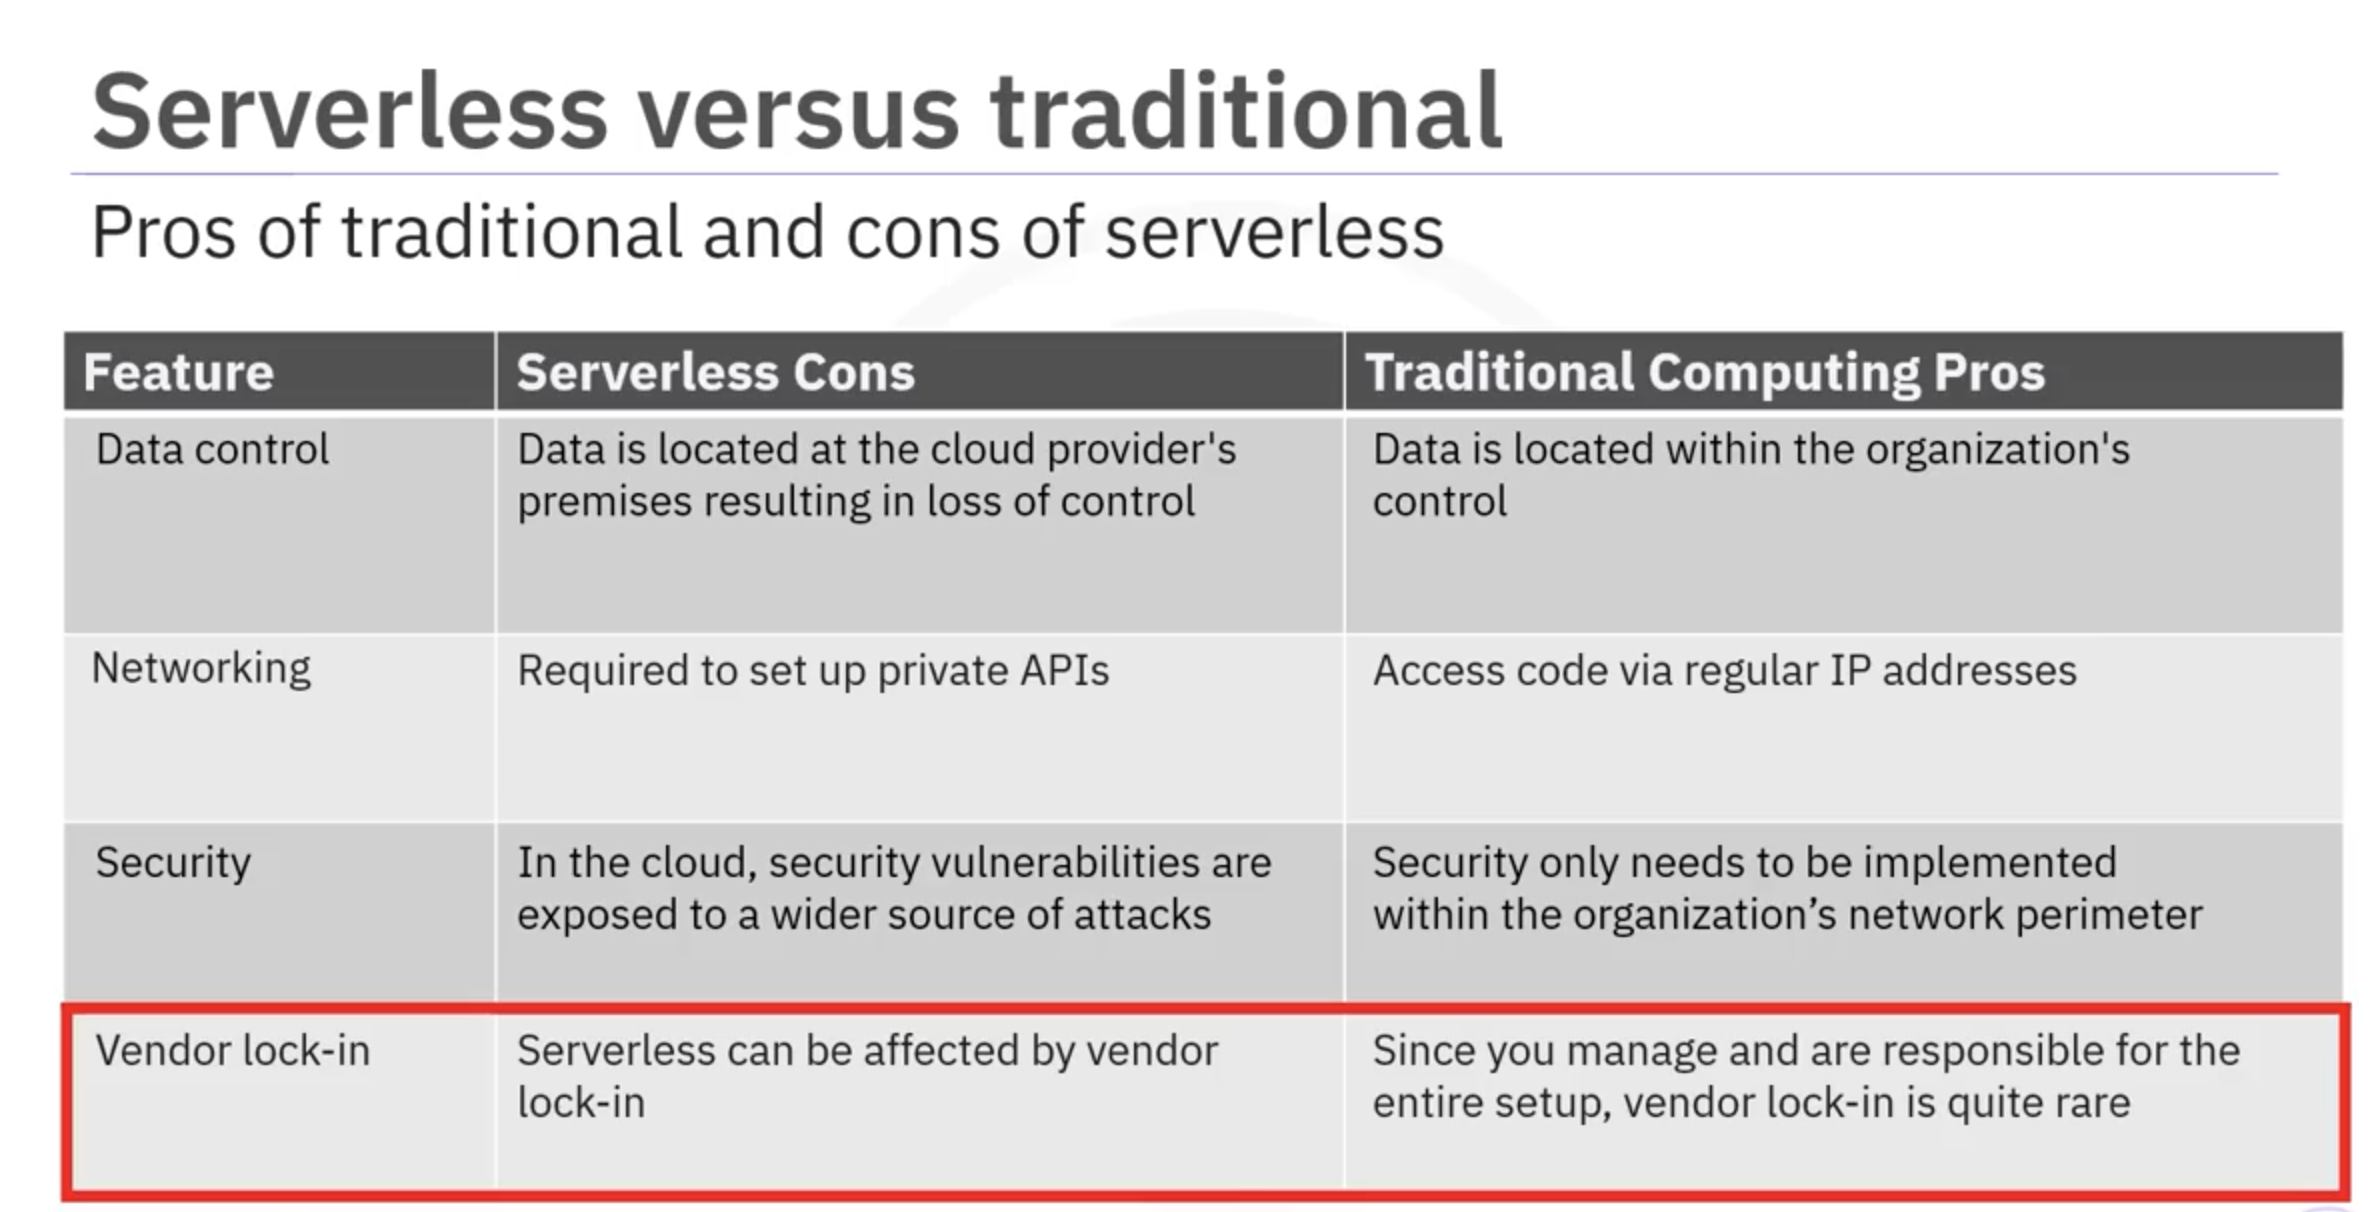 Serverless versus traditional
Pros of traditional and cons of serverless
Feature
Serverless Cons
Traditional Computing Pros
Data control
Data is located at the cloud provider's
premises resulting in loss of control
Data is located within the organization's
control
Networking
Required to set up private APIs
Access code via regular IP addresses
Security
In the cloud, security vulnerabilities are
exposed to a wider source of attacks
Security only needs to be implemented
within the organization’s network perimeter
Vendor lock-in
Serverless can be affected by vendor
lock-in
Since you manage and are responsible for the
entire setup, vendor lock-in is quite rare